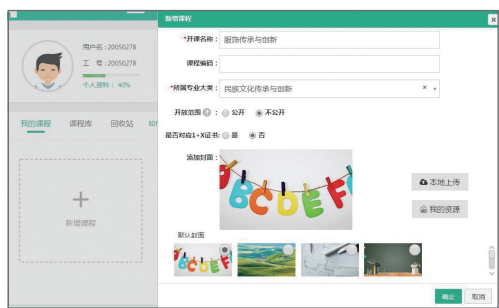 新增课程
×
用户名：20050278
工 号：20050278
个人资料：40%
我的课程 课程库 回收站
+
新增课程
*开课名称： 服饰传承与创新
课程编码：
*所属专业大类： 民族文化传承与创新 ×
开放范围 ? ： 公开 不公开
是否对应1+X证书： 是 否
添加封面：
A B C D E F
本地上传
我的资源
默认封面
确定 取消